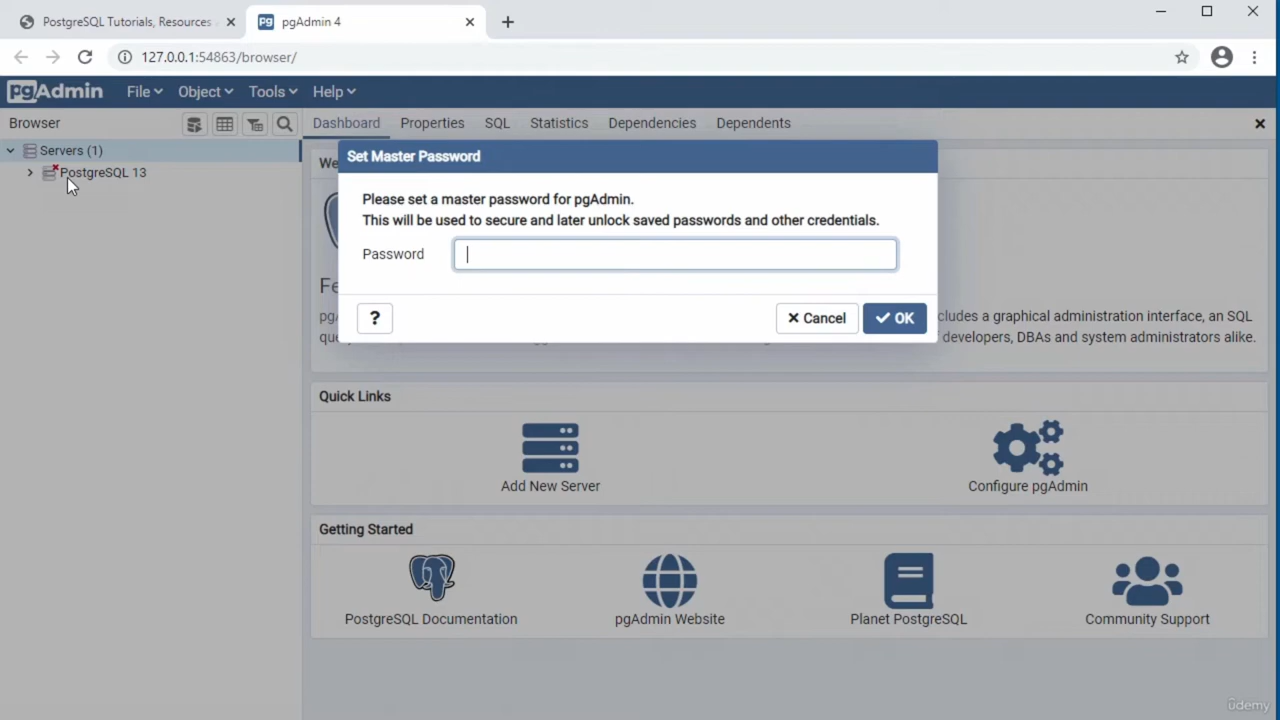 PostgreSQL Tutorials, Resources
pgAdmin 4
127.0.0.1:54863/browser/
pgAdmin
File
Object
Tools
Help
Browser
Dashboard
Properties
SQL
Statistics
Dependencies
Dependents
Servers (1)
PostgreSQL 13
Set Master Password
Please set a master password for pgAdmin.
This will be used to secure and later unlock saved passwords and other credentials.
Password
?
Cancel
OK
We
Fe
cludes a graphical administration interface, an SQL
developers, DBAs and system administrators alike.
Quick Links
Add New Server
Configure pgAdmin
Getting Started
PostgreSQL Documentation
pgAdmin Website
Planet PostgreSQL
Community Support
ûdemy